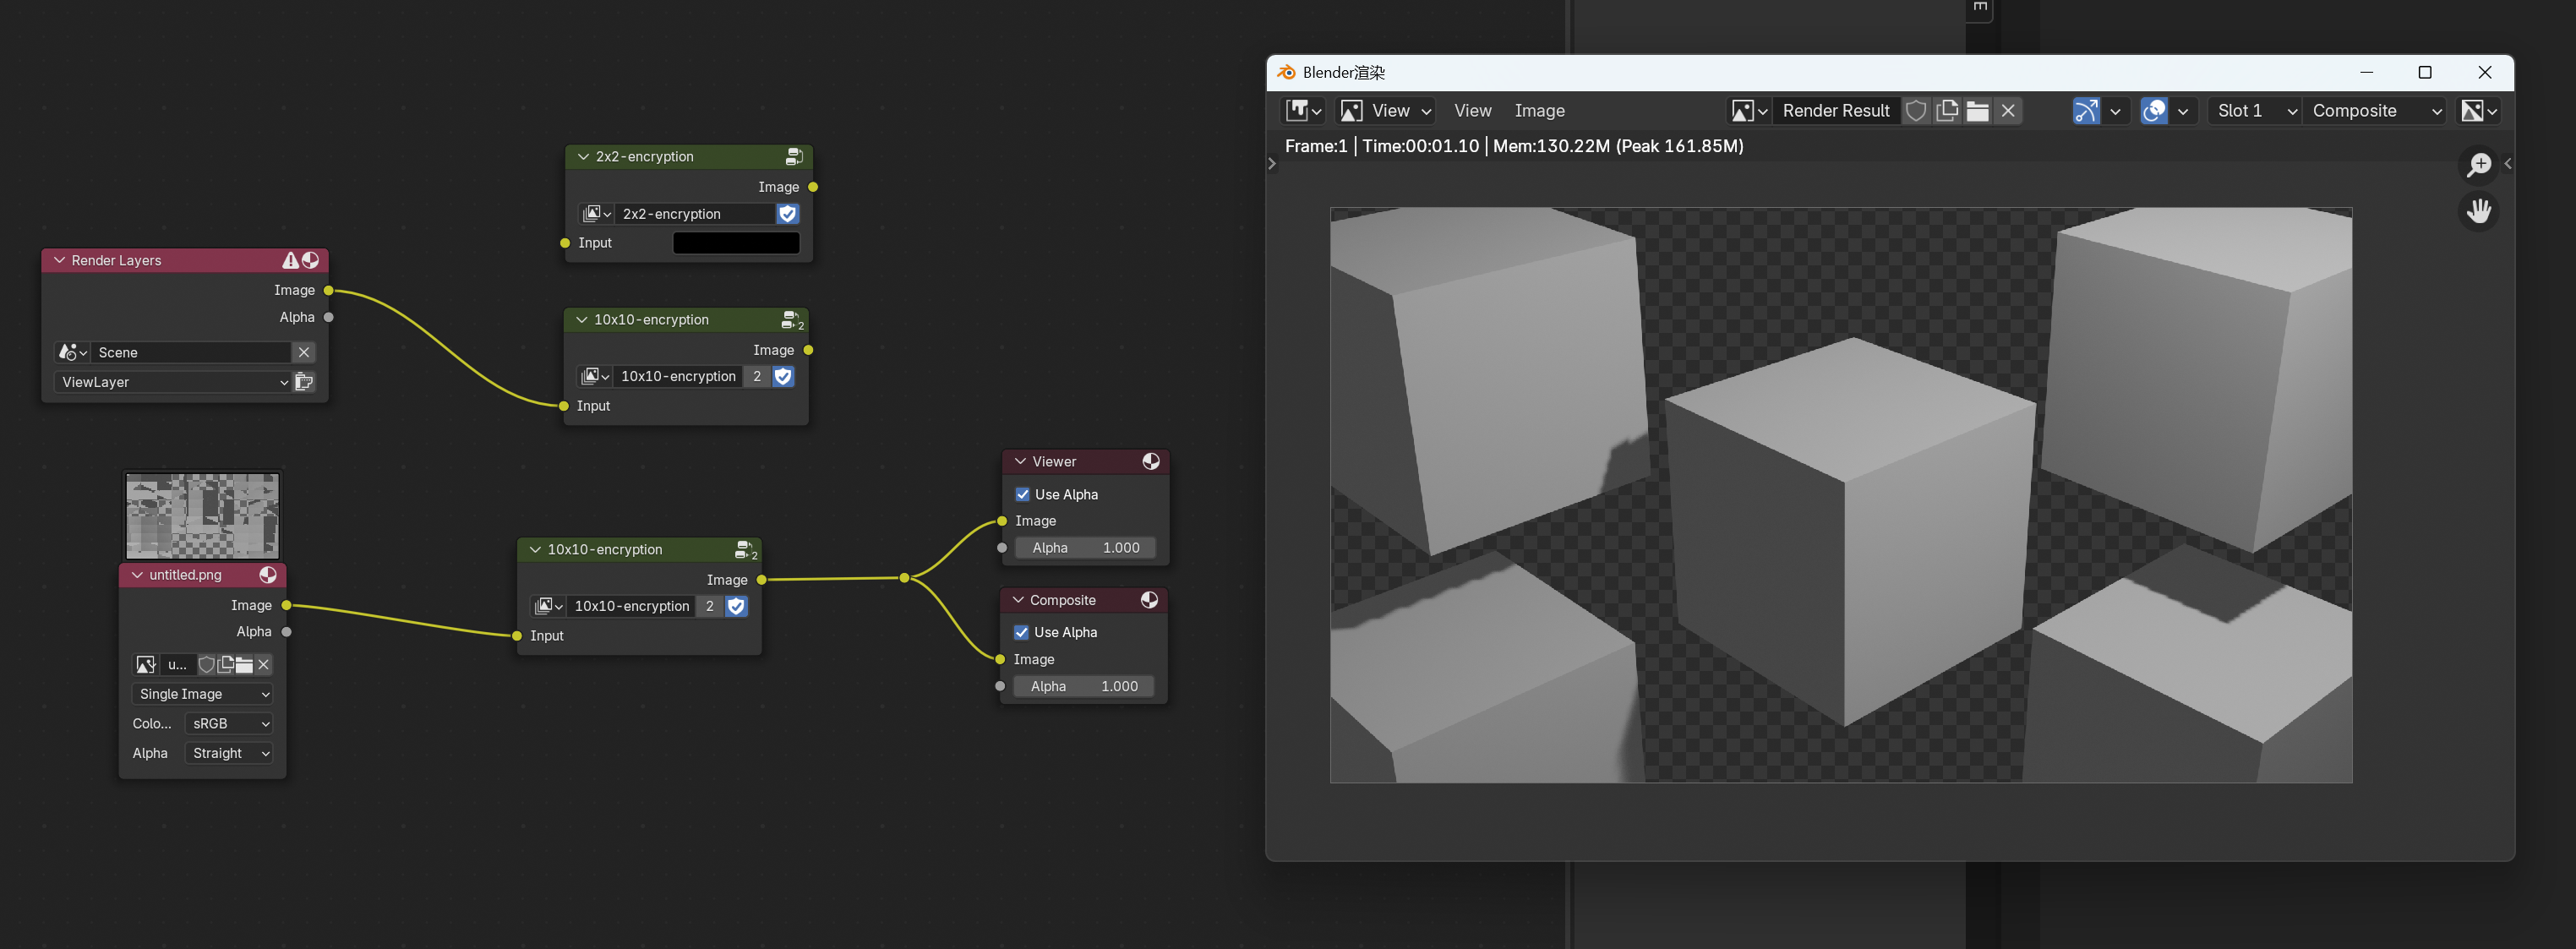 Render Layers
Image
Alpha
Scene
ViewLayer
untitled.png
Image
Alpha
u...
Single Image
Colo... sRGB
Alpha Straight
2x2-encryption
Image
2x2-encryption
Input
10x10-encryption 2
Image
10x10-encryption 2
Input
10x10-encryption 2
Image
10x10-encryption 2
Input
Viewer
Use Alpha
Image
Alpha 1.000
Composite
Use Alpha
Image
Alpha 1.000
E
Blender渲染
View View Image Render Result Slot 1 Composite
Frame:1 | Time:00:01.10 | Mem:130.22M (Peak 161.85M)